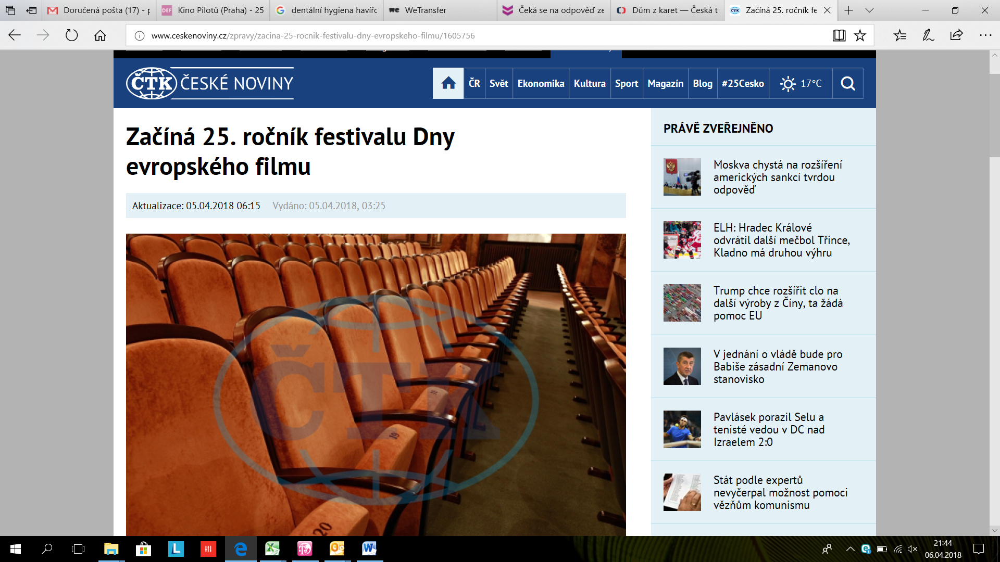 Doručená pošta (17) - p
Kino Pilotů (Praha) - 25
dentální hygiena havířo
WeTransfer
Čeká se na odpověď ze
Dům z karet — Česká t
Začíná 25. ročník fe
www.ceskenoviny.cz/zpravy/zacina-25-rocnik-festivalu-dny-evropskeho-filmu/1605756
ČTK ČESKÉ NOVINY
ČR Svět Ekonomika Kultura Sport Magazín Blog #25Cesko 17°C
Začíná 25. ročník festivalu Dny
evropského filmu
Aktualizace: 05.04.2018 06:15 Vydáno: 05.04.2018, 03:25
ČTK
19
20
PRÁVĚ ZVEŘEJNĚNO
Moskva chystá na rozšíření
amerických sankcí tvrdou
odpověď
ELH: Hradec Králové
odvrátil další mečbol Třince,
Kladno má druhou výhru
Trump chce rozšířit clo na
další výroby z Číny, ta žádá
pomoc EU
V jednání o vládě bude pro
Babiše zásadní Zemanovo
stanovisko
Pavlásek porazil Selu a
tenisté vedou v DC nad
Izraelem 2:0
Stát podle expertů
nevyčerpal možnost pomoci
vězňům komunismu
21:44
06.04.2018